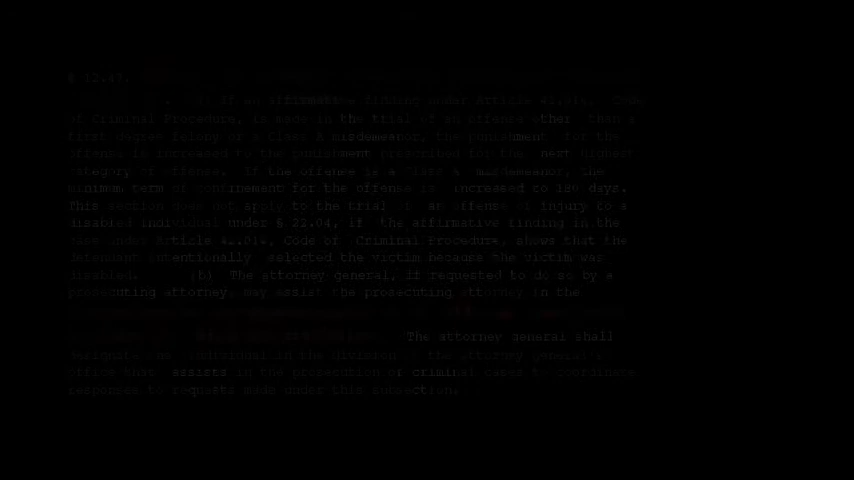 § 12.47.
(a) If an affirmative finding under Article 42.014, Code
of Criminal Procedure, is made in the trial of an offense other than a
first degree felony or a Class A misdemeanor, the punishment for the
offense is increased to the punishment prescribed for the next highest
category of offense. If the offense is a Class A misdemeanor, the
minimum term of confinement for the offense is increased to 180 days.
This section does not apply to the trial of an offense of injury to a
disabled individual under § 22.04, if the affirmative finding in the
case under Article 42.014, Code of Criminal Procedure, shows that the
defendant intentionally selected the victim because the victim was
disabled. (b) The attorney general, if requested to do so by a
prosecuting attorney, may assist the prosecuting attorney in the
The attorney general shall
designate one individual in the division of the attorney general's
office that assists in the prosecution of criminal cases to coordinate
responses to requests made under this subsection.